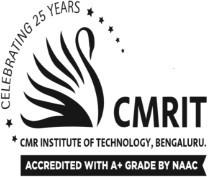 CELEBRATING 25 YEARS
CMRIT
CMR INSTITUTE OF TECHNOLOGY, BENGALURU.
ACCREDITED WITH A+ GRADE BY NAAC